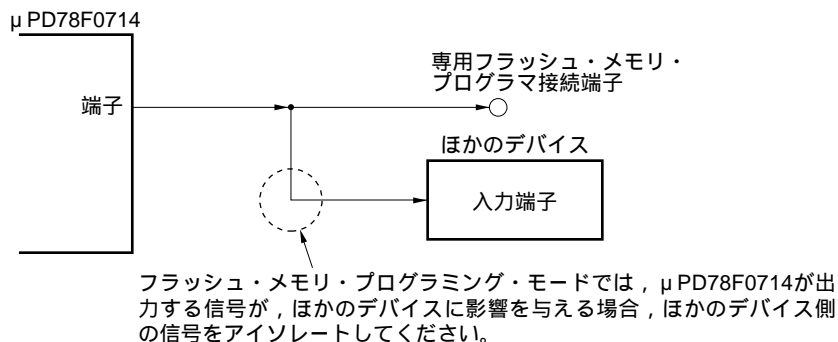 μ PD78F0714
端子
専用フラッシュ・メモリ・
プログラマ接続端子
ほかのデバイス
入力端子
フラッシュ・メモリ・プログラミング・モードでは，μ PD78F0714が出
力する信号が，ほかのデバイスに影響を与える場合，ほかのデバイス側
の信号をアイソレートしてください。